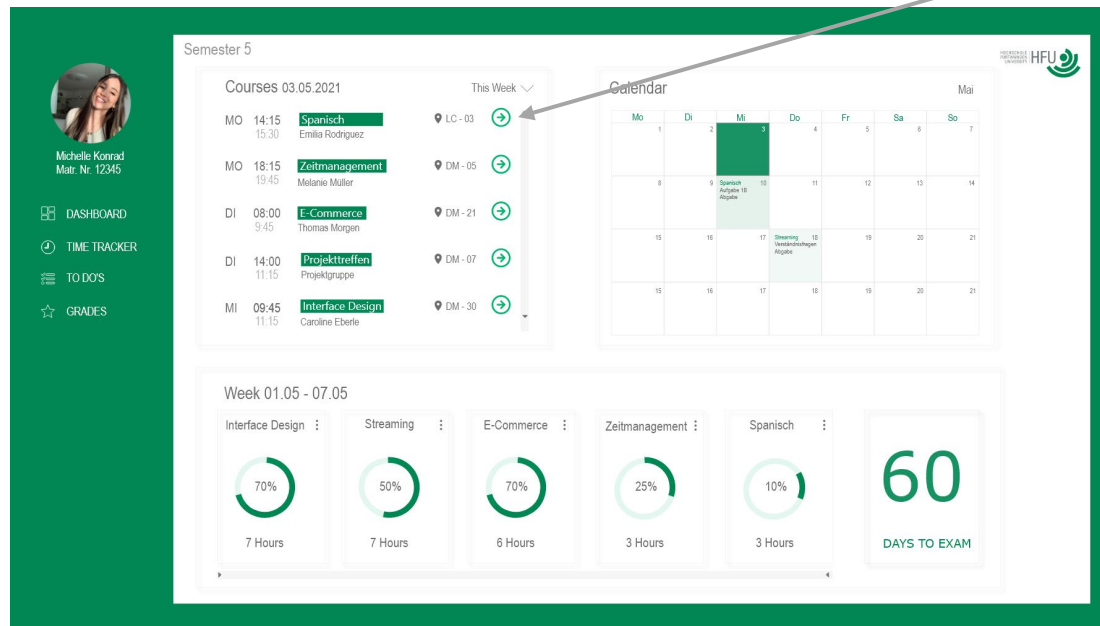 Semester 5
HOCHSCHULE
FURTWANGEN
UNIVERSITY
HFU
Michelle Konrad
Matr. Nr. 12345
DASHBOARD
TIME TRACKER
TO DO'S
GRADES
Courses 03.05.2021
This Week
MO 14:15 Spanisch LC - 03
15:30 Emilia Rodriguez
MO 18:15 Zeitmanagement DM - 05
19:45 Melanie Müller
DI 08:00 E-Commerce DM - 21
9:45 Thomas Morgen
DI 14:00 Projekttreffen DM - 07
11:15 Projektgruppe
MI 09:45 Interface Design DM - 30
11:15 Caroline Eberle
Calendar
Mai
Mo Di Mi Do Fr Sa So
1 2 3 4 5 6 7
8 9 Spanisch 10 11 12 13 14
Aufgabe 1B
Abgabe
15 16 17 Streaming 18 19 20 21
Verständnisfragen
Abgabe
15 16 17 18 19 20 21
Week 01.05 - 07.05
Interface Design
70%
7 Hours
Streaming
50%
7 Hours
E-Commerce
70%
6 Hours
Zeitmanagement
25%
3 Hours
Spanisch
10%
3 Hours
60
DAYS TO EXAM